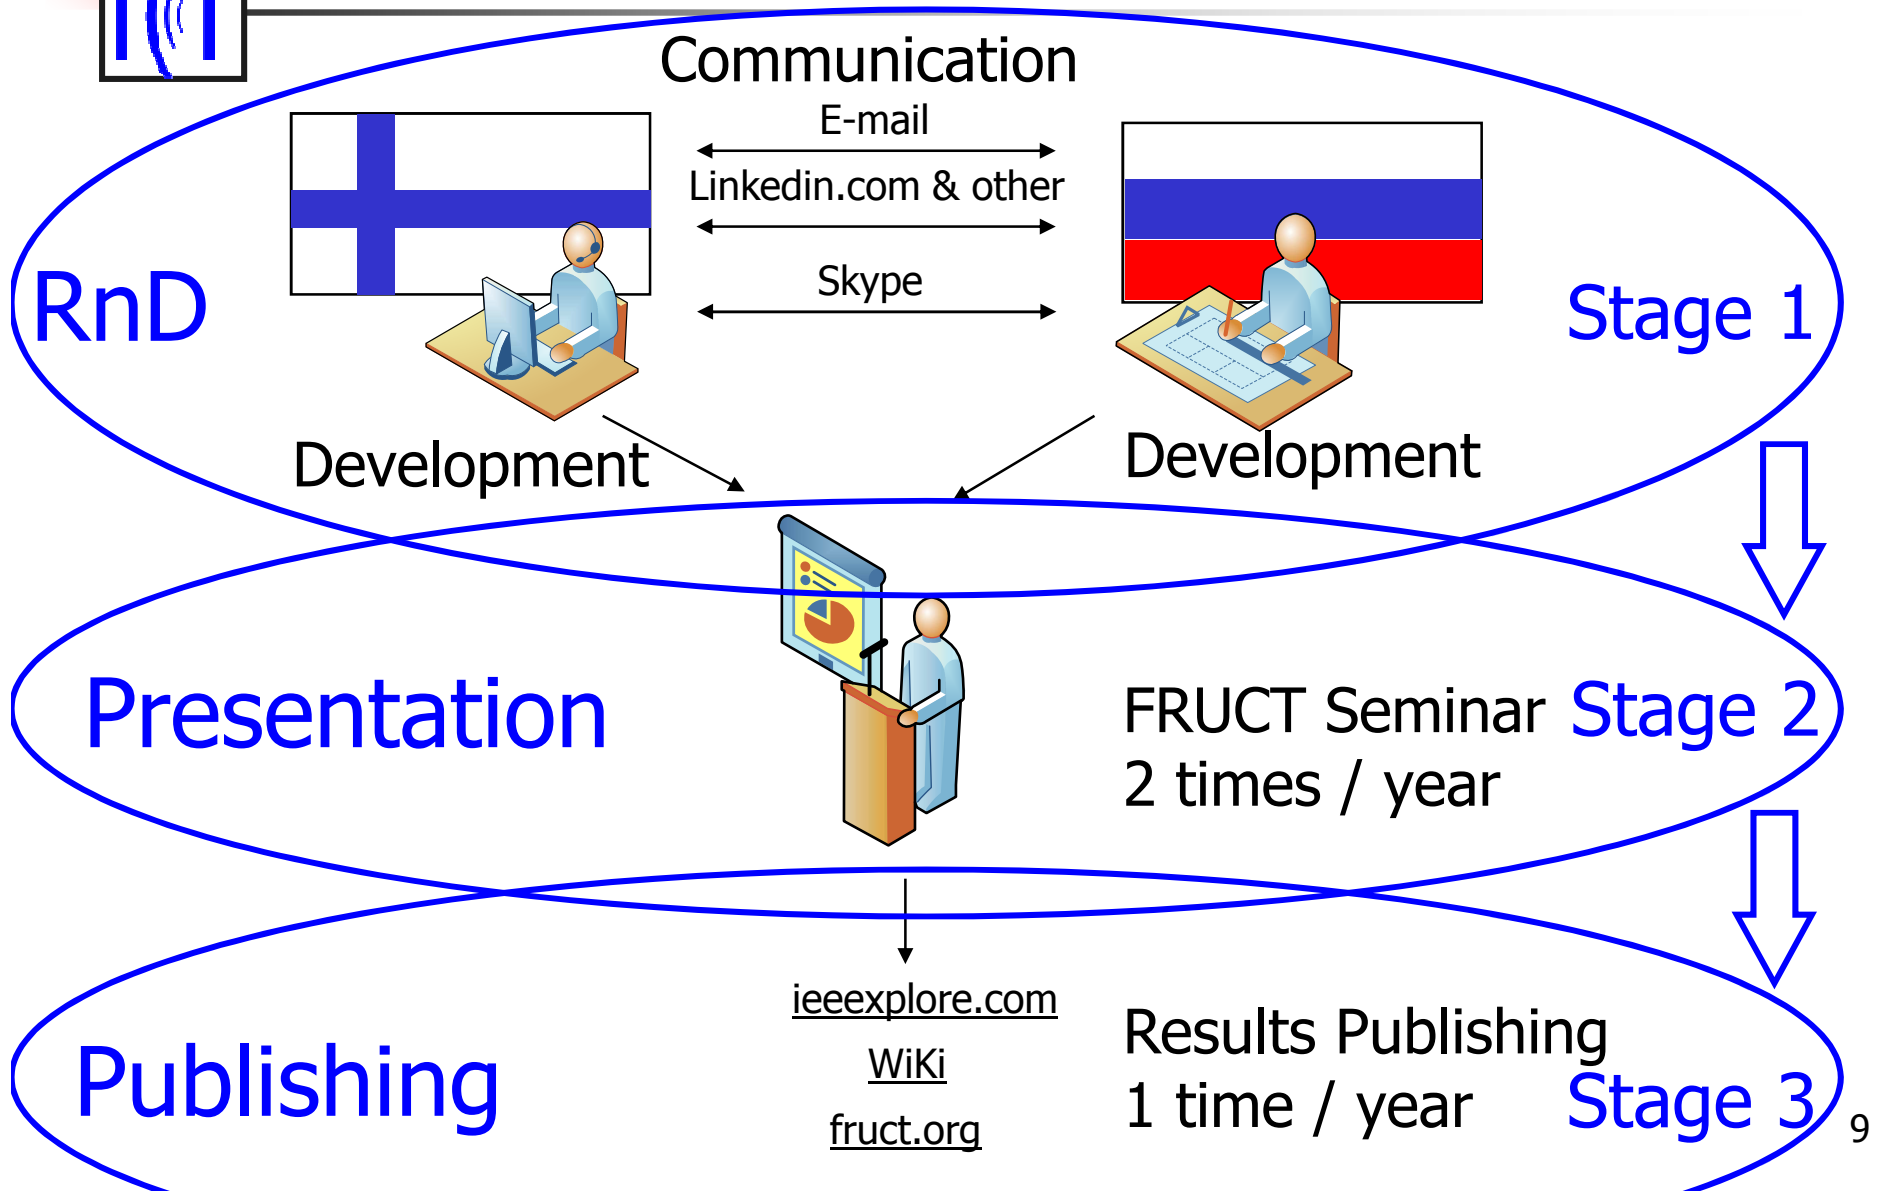 Communication
E-mail
Linkedin.com & other
Skype
RnD
Stage 1
Development
Development
Presentation
FRUCT Seminar
2 times / year
Stage 2
ieeexplore.com
WiKi
fruct.org
Publishing
Results Publishing
1 time / year
Stage 3
9